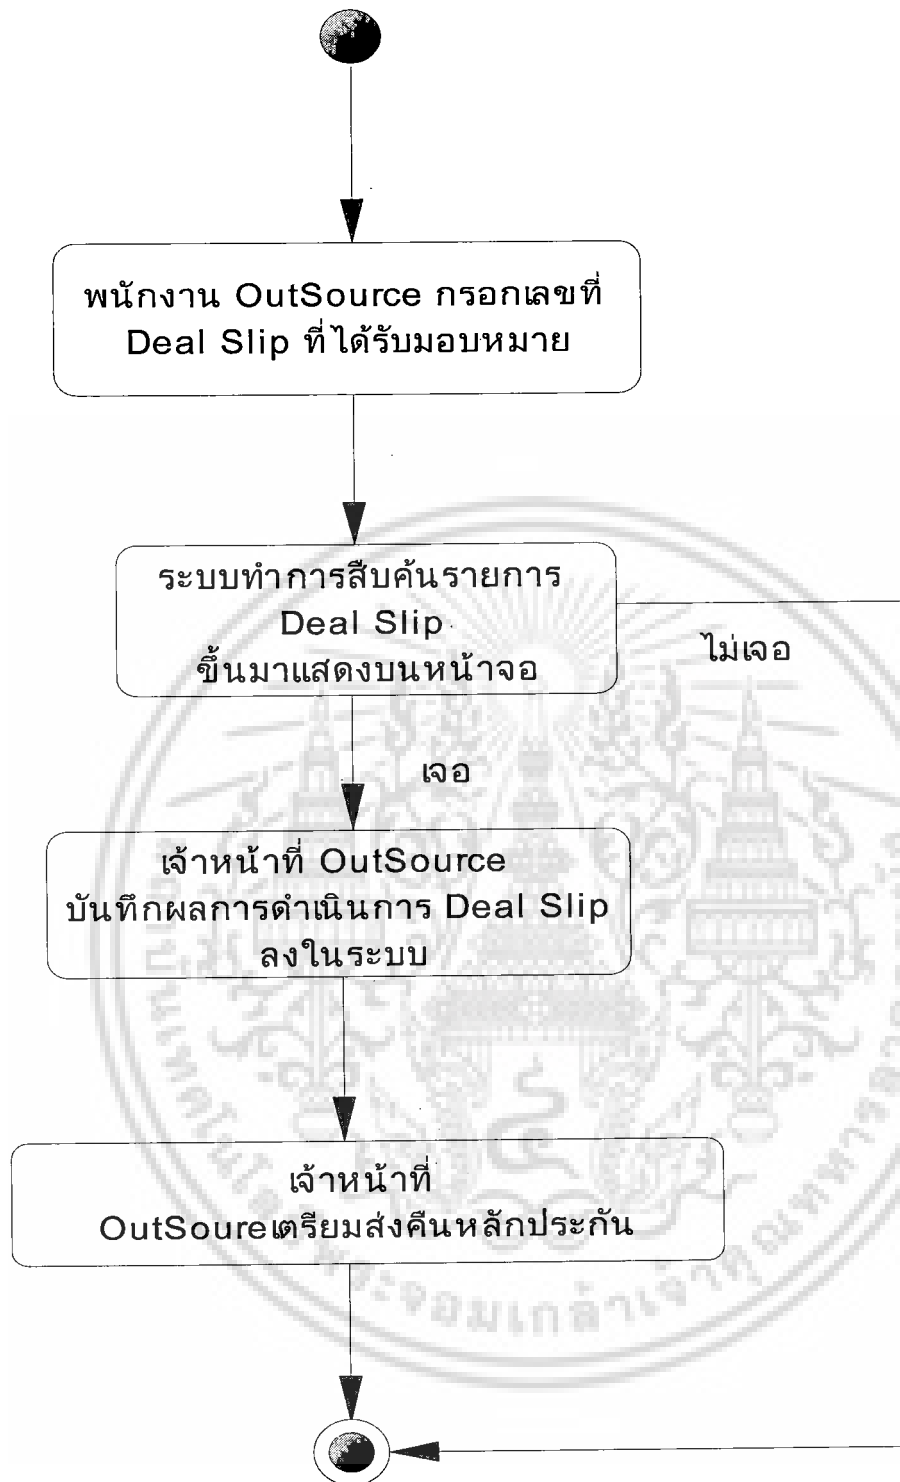 พนักงาน OutSource กรอกเลขที่
Deal Slip ที่ได้รับมอบหมาย
ระบบทำการสืบค้นรายการ
Deal Slip
ขึ้นมาแสดงบนหน้าจอ
ไม่เจอ
เจอ
เจ้าหน้าที่ OutSource
บันทึกผลการดำเนินการ Deal Slip
ลงในระบบ
เจ้าหน้าที่
OutSoureเตรียมส่งคืนหลักประกัน